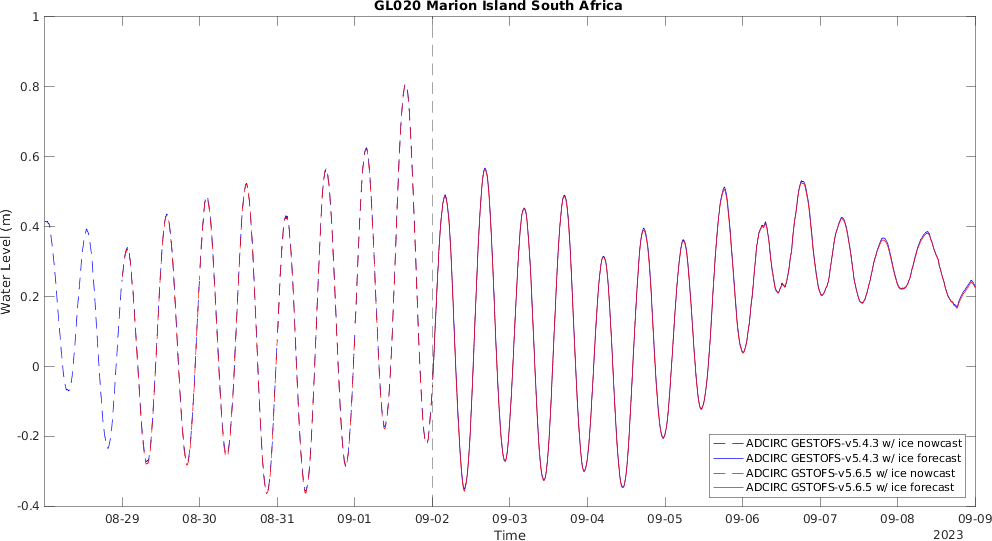 GL020 Marion Island South Africa
Water Level (m)
1
0.8
0.6
0.4
0.2
0
-0.2
-0.4
ADCIRC GESTOFS-v5.4.3 w/ ice nowcast
ADCIRC GESTOFS-v5.4.3 w/ ice forecast
ADCIRC GSTOFS-v5.6.5 w/ ice nowcast
ADCIRC GSTOFS-v5.6.5 w/ ice forecast
08-29 08-30 08-31 09-01 09-02 09-03 09-04 09-05 09-06 09-07 09-08 09-09
Time
2023